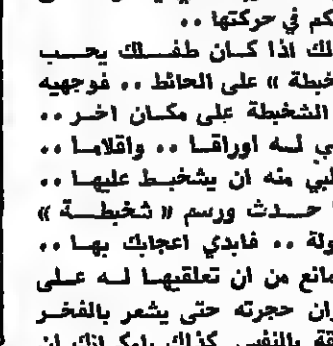 كم في حركتها ..
لك اذا كان طفلك يحب
خبطة » على الحائط .. فوجهيه
الشخبطة على مكان اخر ..
ي له اوراقا .. واقلاما ..
لبي منه ان يشخبط عليها ..
حدث ورسم « شخبطة »
ولة .. فابدي اعجابك بها ..
مانع من ان تعلقيها له على
ران حجرته حتى يشعر بالفخر
قة بالنفس